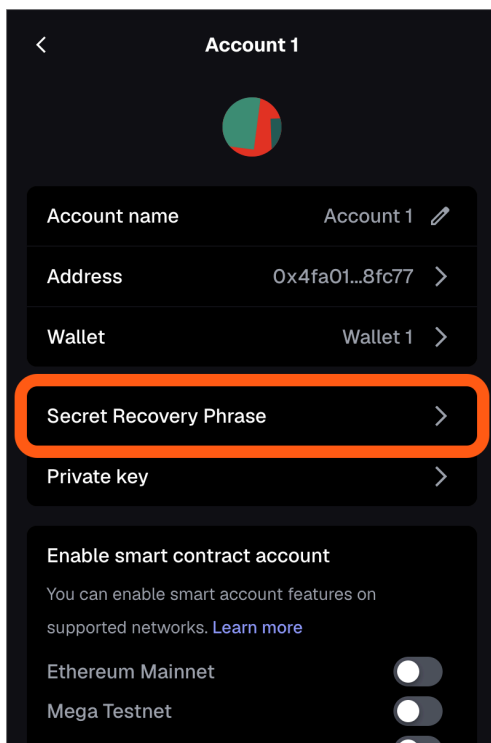 Account 1
Account name Account 1
Address 0x4fa01...8fc77
Wallet Wallet 1
Secret Recovery Phrase
Private key
Enable smart contract account
You can enable smart account features on
supported networks. Learn more
Ethereum Mainnet
Mega Testnet